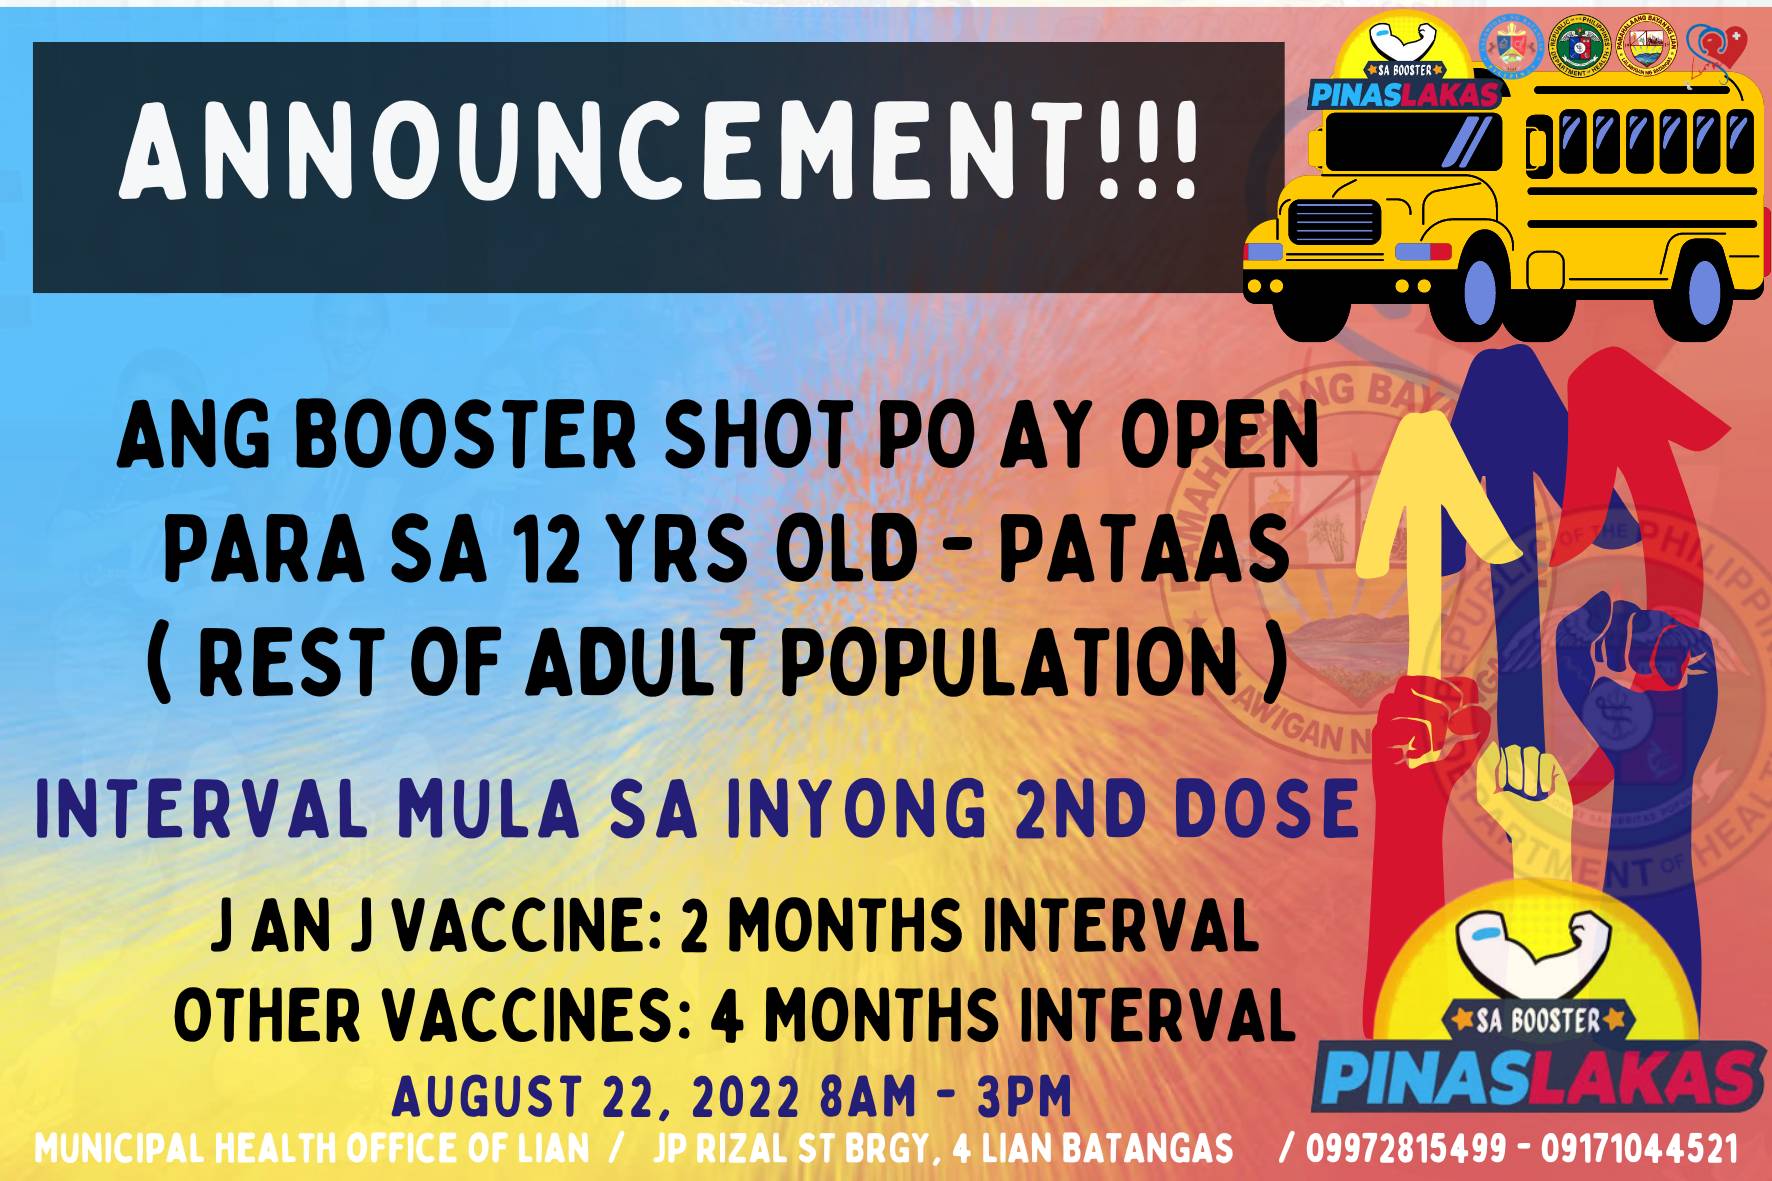 ANNOUNCEMENT!!!
SA BOOSTER
PINASLAKAS
ANG BOOSTER SHOT PO AY OPEN
PARA SA 12 YRS OLD - PATAAS
( REST OF ADULT POPULATION )
INTERVAL MULA SA INYONG 2ND DOSE
J AN J VACCINE: 2 MONTHS INTERVAL
OTHER VACCINES: 4 MONTHS INTERVAL
AUGUST 22, 2022 8AM - 3PM
SA BOOSTER
PINASLAKAS
MUNICIPAL HEALTH OFFICE OF LIAN / JP RIZAL ST BRGY, 4 LIAN BATANGAS / 09972815499 - 09171044521